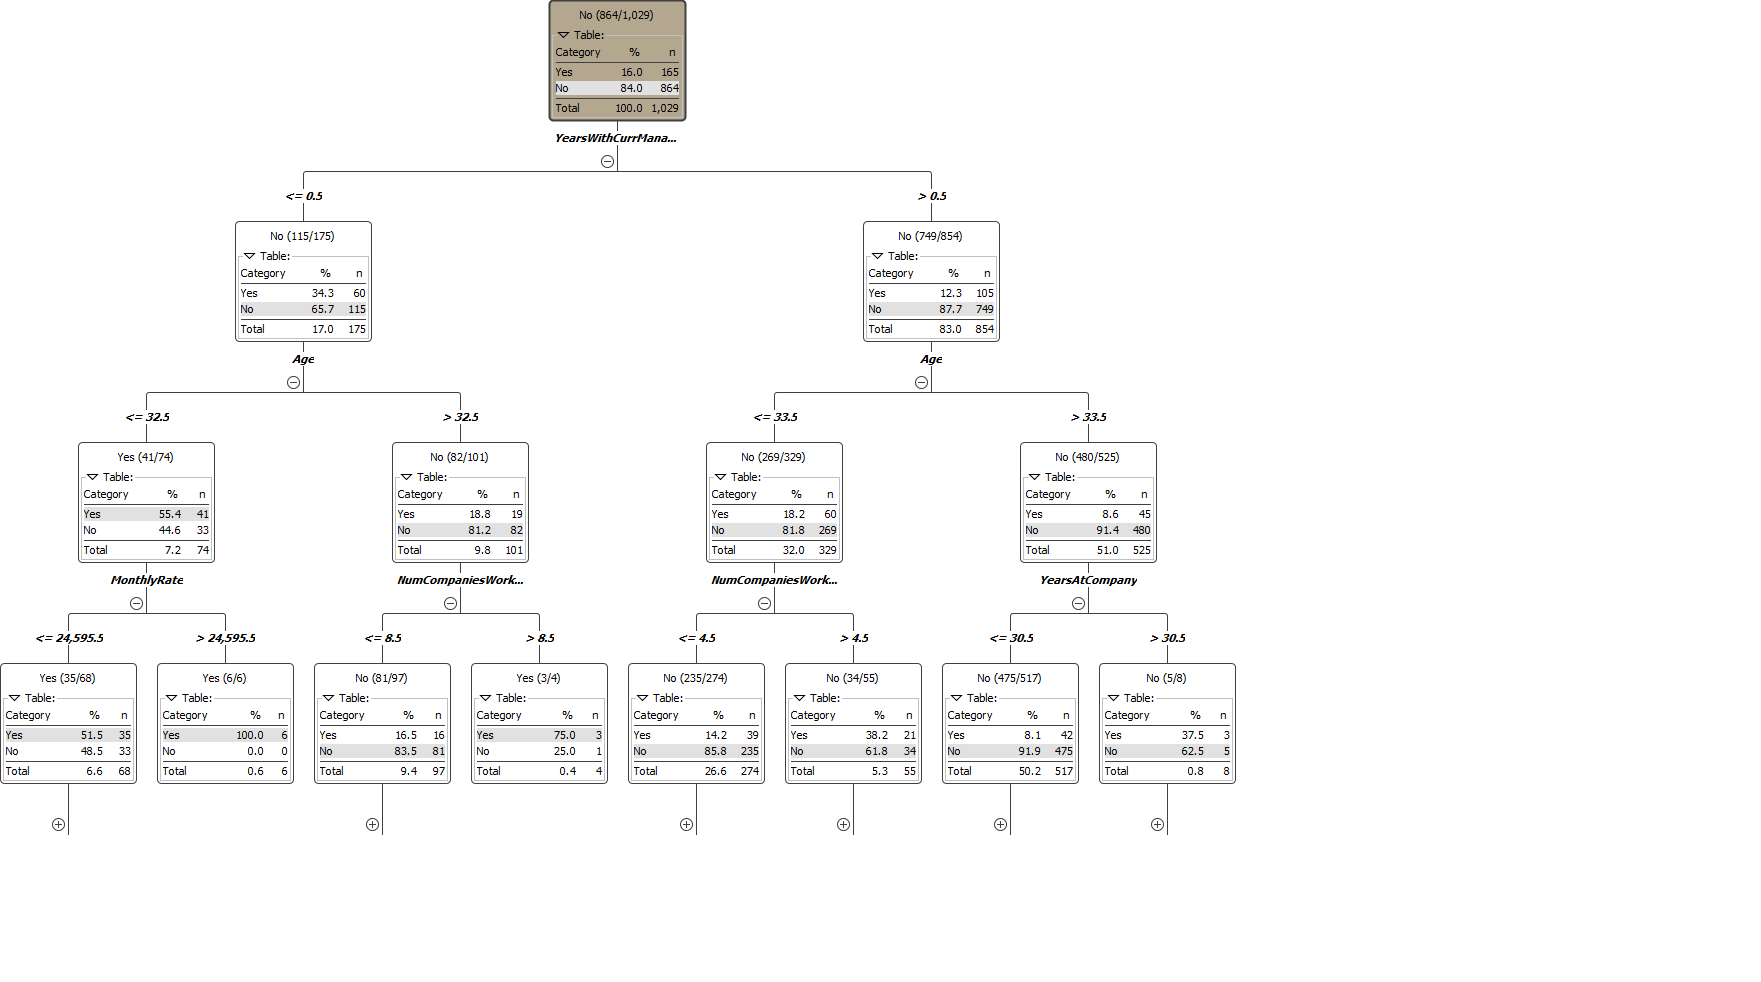 No (864/1,029)
Table:
Category % n
Yes 16.0 165
No 84.0 864
Total 100.0 1,029
YearsWithCurrMana...
<= 0.5
> 0.5
No (115/175)
Table:
Category % n
Yes 34.3 60
No 65.7 115
Total 17.0 175
Age
No (749/854)
Table:
Category % n
Yes 12.3 105
No 87.7 749
Total 83.0 854
Age
<= 32.5
> 32.5
<= 33.5
> 33.5
Yes (41/74)
Table:
Category % n
Yes 55.4 41
No 44.6 33
Total 7.2 74
MonthlyRate
No (82/101)
Table:
Category % n
Yes 18.8 19
No 81.2 82
Total 9.8 101
NumCompaniesWork...
No (269/329)
Table:
Category % n
Yes 18.2 60
No 81.8 269
Total 32.0 329
NumCompaniesWork...
No (480/525)
Table:
Category % n
Yes 8.6 45
No 91.4 480
Total 51.0 525
YearsAtCompany
<= 24,595.5
> 24,595.5
<= 8.5
> 8.5
<= 4.5
> 4.5
<= 30.5
> 30.5
Yes (35/68)
Table:
Category % n
Yes 51.5 35
No 48.5 33
Total 6.6 68
Yes (6/6)
Table:
Category % n
Yes 100.0 6
No 0.0 0
Total 0.6 6
No (81/97)
Table:
Category % n
Yes 16.5 16
No 83.5 81
Total 9.4 97
Yes (3/4)
Table:
Category % n
Yes 75.0 3
No 25.0 1
Total 0.4 4
No (235/274)
Table:
Category % n
Yes 14.2 39
No 85.8 235
Total 26.6 274
No (34/55)
Table:
Category % n
Yes 38.2 21
No 61.8 34
Total 5.3 55
No (475/517)
Table:
Category % n
Yes 8.1 42
No 91.9 475
Total 50.2 517
No (5/8)
Table:
Category % n
Yes 37.5 3
No 62.5 5
Total 0.8 8